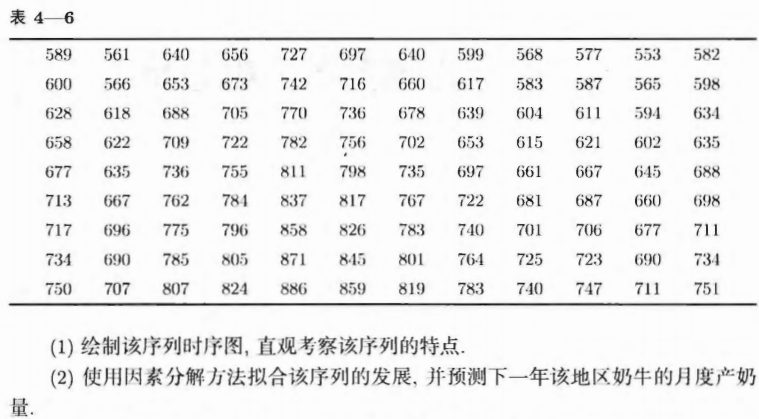 表 4—6
589 561 640 656 727 697 640 599 568 577 553 582
600 566 653 673 742 716 660 617 583 587 565 598
628 618 688 705 770 736 678 639 604 611 594 634
658 622 709 722 782 756 702 653 615 621 602 635
677 635 736 755 811 798 735 697 661 667 645 688
713 667 762 784 837 817 767 722 681 687 660 698
717 696 775 796 858 826 783 740 701 706 677 711
734 690 785 805 871 845 801 764 725 723 690 734
750 707 807 824 886 859 819 783 740 747 711 751
(1) 绘制该序列时序图, 直观考察该序列的特点.
(2) 使用因素分解方法拟合该序列的发展, 并预测下一年该地区奶牛的月度产奶
量.